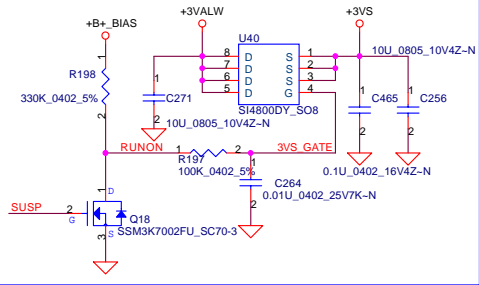 +B+_BIAS
+3VALW
+3VS
U40
R198
330K_0402_5%
1
2
1
2
C271
10U_0805_10V4Z~N
8
7
6
5
D
D
D
D
S
S
S
G
1
2
3
4
SI4800DY_SO8
10U_0805_10V4Z~N
1
2
C465
1
2
C256
0.1U_0402_16V4Z~N
RUNON
1
2
R197
100K_0402_5%
3VS_GATE
1
2
C264
0.01U_0402_25V7K~N
SUSP
2
G
1
D
3
S
Q18
SSM3K7002FU_SC70-3